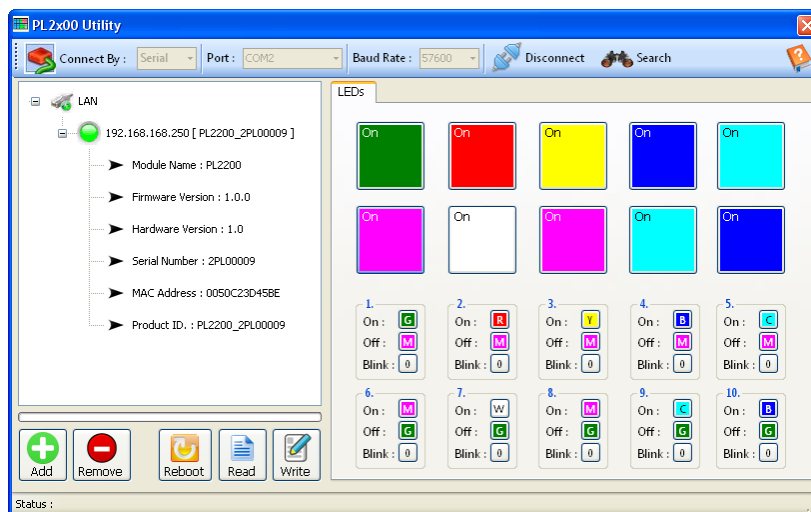 PL2x00 Utility
Connect By : Serial Port : COM2 Baud Rate : 57600 Disconnect Search
LAN
192.168.168.250 [ PL2200_2PL00009 ]
Module Name : PL2200
Firmware Version : 1.0.0
Hardware Version : 1.0
Serial Number : 2PL00009
MAC Address : 0050C23D45BE
Product ID. : PL2200_2PL00009
Add Remove Reboot Read Write
LEDs
On On On On On
On On On On On
1. 2. 3. 4. 5.
On : G On : R On : Y On : B On : C
Off : M Off : M Off : M Off : M Off : M
Blink : 0 Blink : 0 Blink : 0 Blink : 0 Blink : 0
6. 7. 8. 9. 10.
On : M On : W On : M On : C On : B
Off : G Off : G Off : G Off : G Off : G
Blink : 0 Blink : 0 Blink : 0 Blink : 0 Blink : 0
Status :